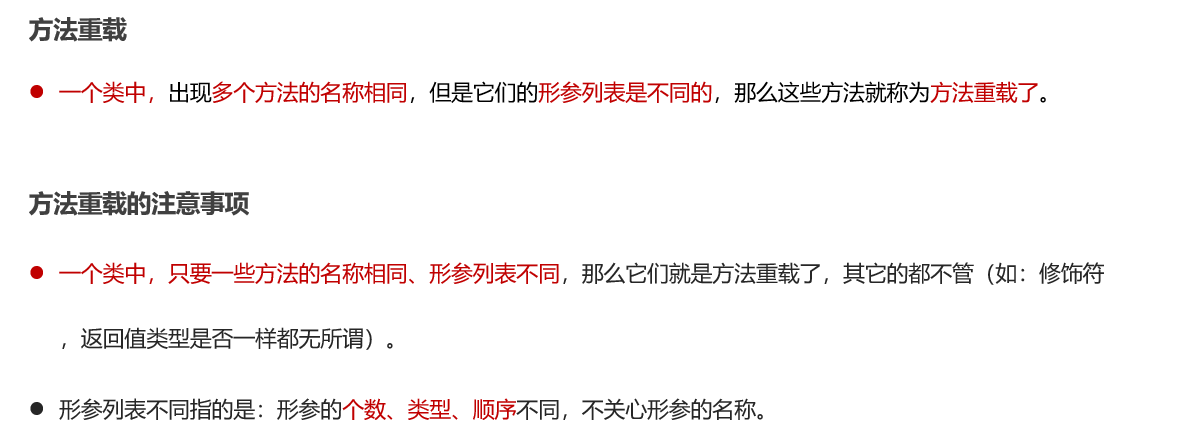 方法重载
● 一个类中，出现多个方法的名称相同，但是它们的形参列表是不同的，那么这些方法就称为方法重载了。
方法重载的注意事项
● 一个类中，只要一些方法的名称相同、形参列表不同，那么它们就是方法重载了，其它的都不管（如：修饰符
，返回值类型是否一样都无所谓）。
● 形参列表不同指的是：形参的个数、类型、顺序不同，不关心形参的名称。